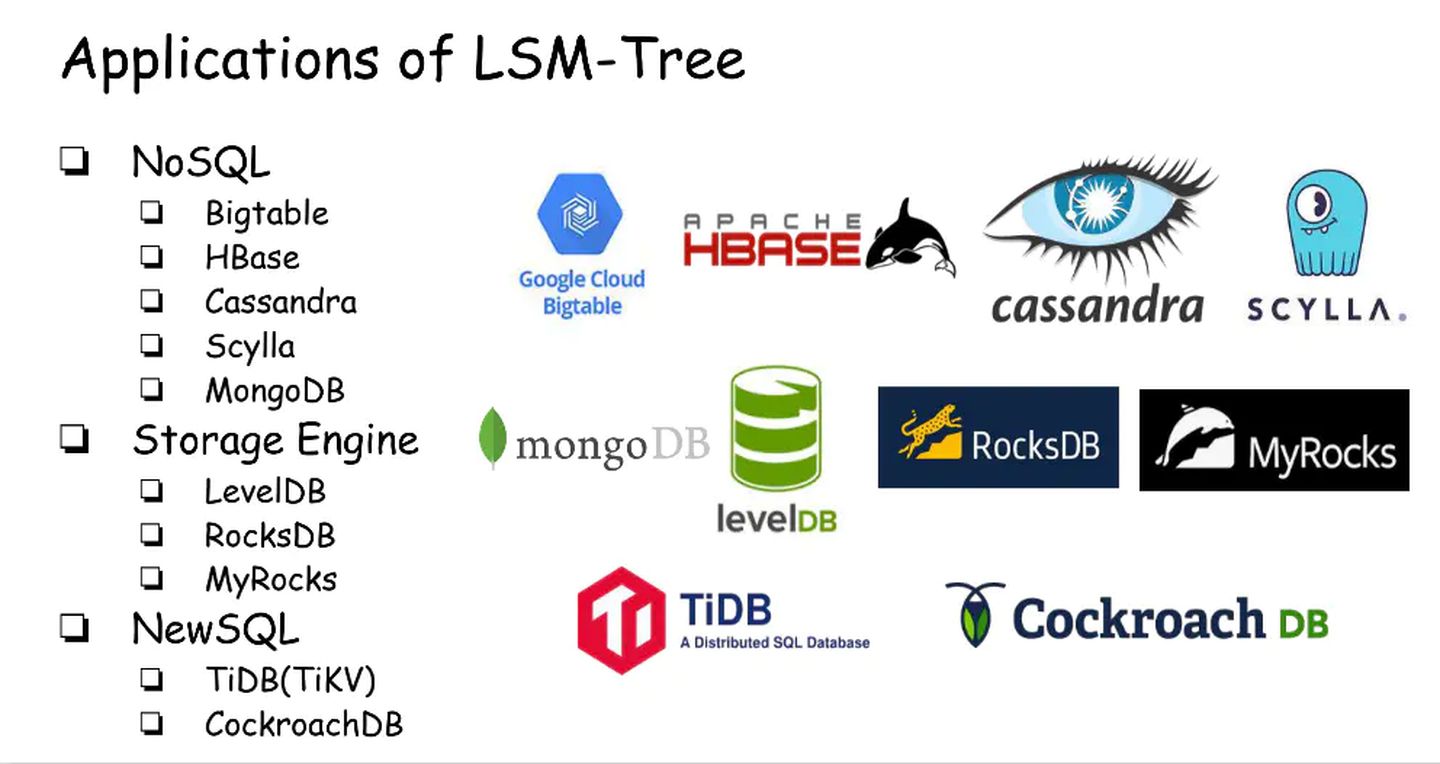 Applications of LSM-Tree
NoSQL
Bigtable
HBase
Cassandra
Scylla
MongoDB
Storage Engine
LevelDB
RocksDB
MyRocks
NewSQL
TiDB(TiKV)
CockroachDB
Google Cloud
Bigtable
APACHE
HBASE
cassandra
SCYLLA.
mongoDB
levelDB
RocksDB
MyRocks
Ti
TiDB
A Distributed SQL Database
Cockroach DB